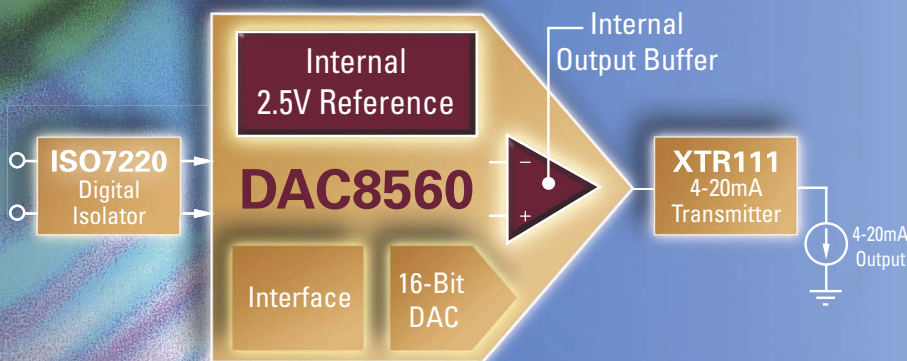 Internal
Output Buffer
Internal
2.5V Reference
ISO7220
Digital
Isolator
DAC8560
−
+
XTR111
4-20mA
Transmitter
4-20mA
Output
Interface
16-Bit
DAC